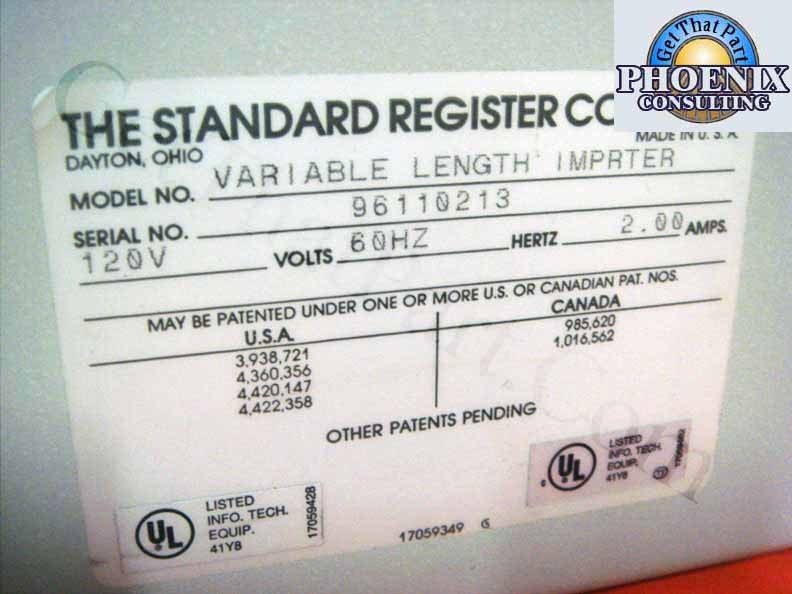 Get That Part
PHOENIX
CONSULTING
THE STANDARD REGISTER CO
DAYTON, OHIO
MADE IN U.S.A.
MODEL NO. VARIABLE LENGTH IMPRTER
SERIAL NO. 96110213
120V VOLTS 60HZ HERTZ 2.00 AMPS.
MAY BE PATENTED UNDER ONE OR MORE U.S. OR CANADIAN PAT. NOS.
U.S.A. CANADA
3,938,721 985,620
4,360,356 1,016,562
4,420,147
4,422,358
OTHER PATENTS PENDING
UL LISTED
INFO. TECH.
EQUIP.
41Y8
17059428
17059349 G
c UL LISTED
INFO. TECH.
EQUIP.
41Y8